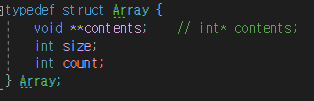 typedef struct Array {
    void **contents;    // int* contents;
    int size;
    int count;
} Array;